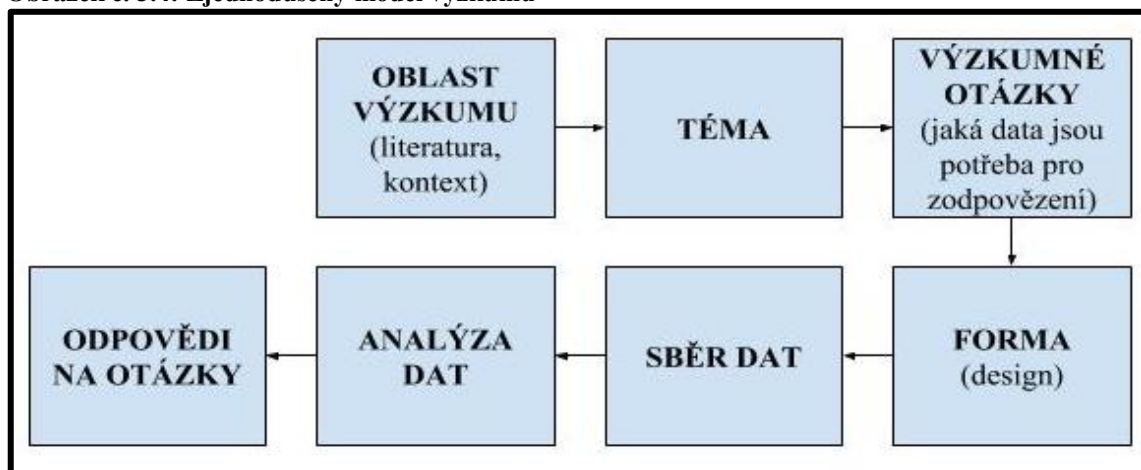 OBLAST
VÝZKUMU
(literatura,
kontext)
TÉMA
VÝZKUMNÉ
OTÁZKY
(jaká data jsou
potřeba pro
zodpovězení)
ODPOVĚDI
NA OTÁZKY
ANALÝZA
DAT
SBĚR DAT
FORMA
(design)